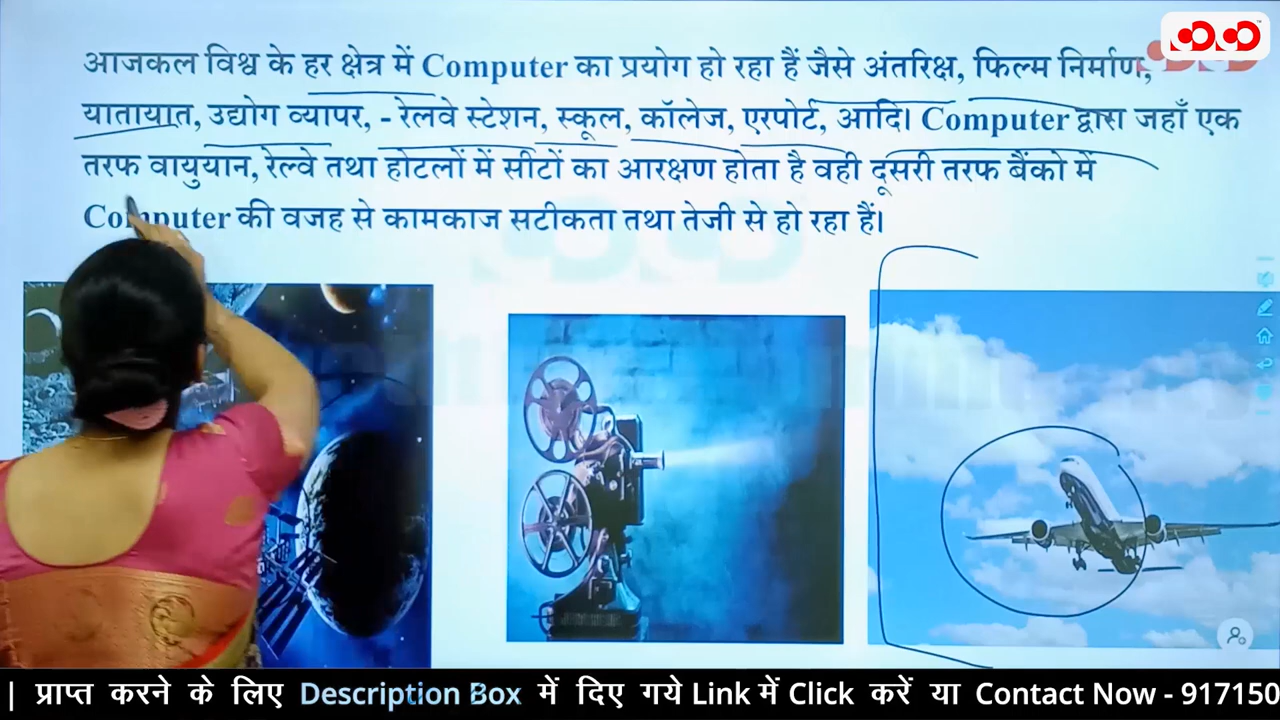 आजकल विश्व के हर क्षेत्र में Computer का प्रयोग हो रहा हैं जैसे अंतरिक्ष, फिल्म निर्माण,
यातायात, उद्योग व्यापर, - रेलवे स्टेशन, स्कूल, कॉलेज, एरपोर्ट, आदि। Computer द्वारा जहाँ एक
तरफ वायुयान, रेल्वे तथा होटलों में सीटों का आरक्षण होता है वही दूसरी तरफ बैंको में
Computer की वजह से कामकाज सटीकता तथा तेजी से हो रहा हैं।
| प्राप्त करने के लिए Description Box में दिए गये Link में Click करें या Contact Now - 917150